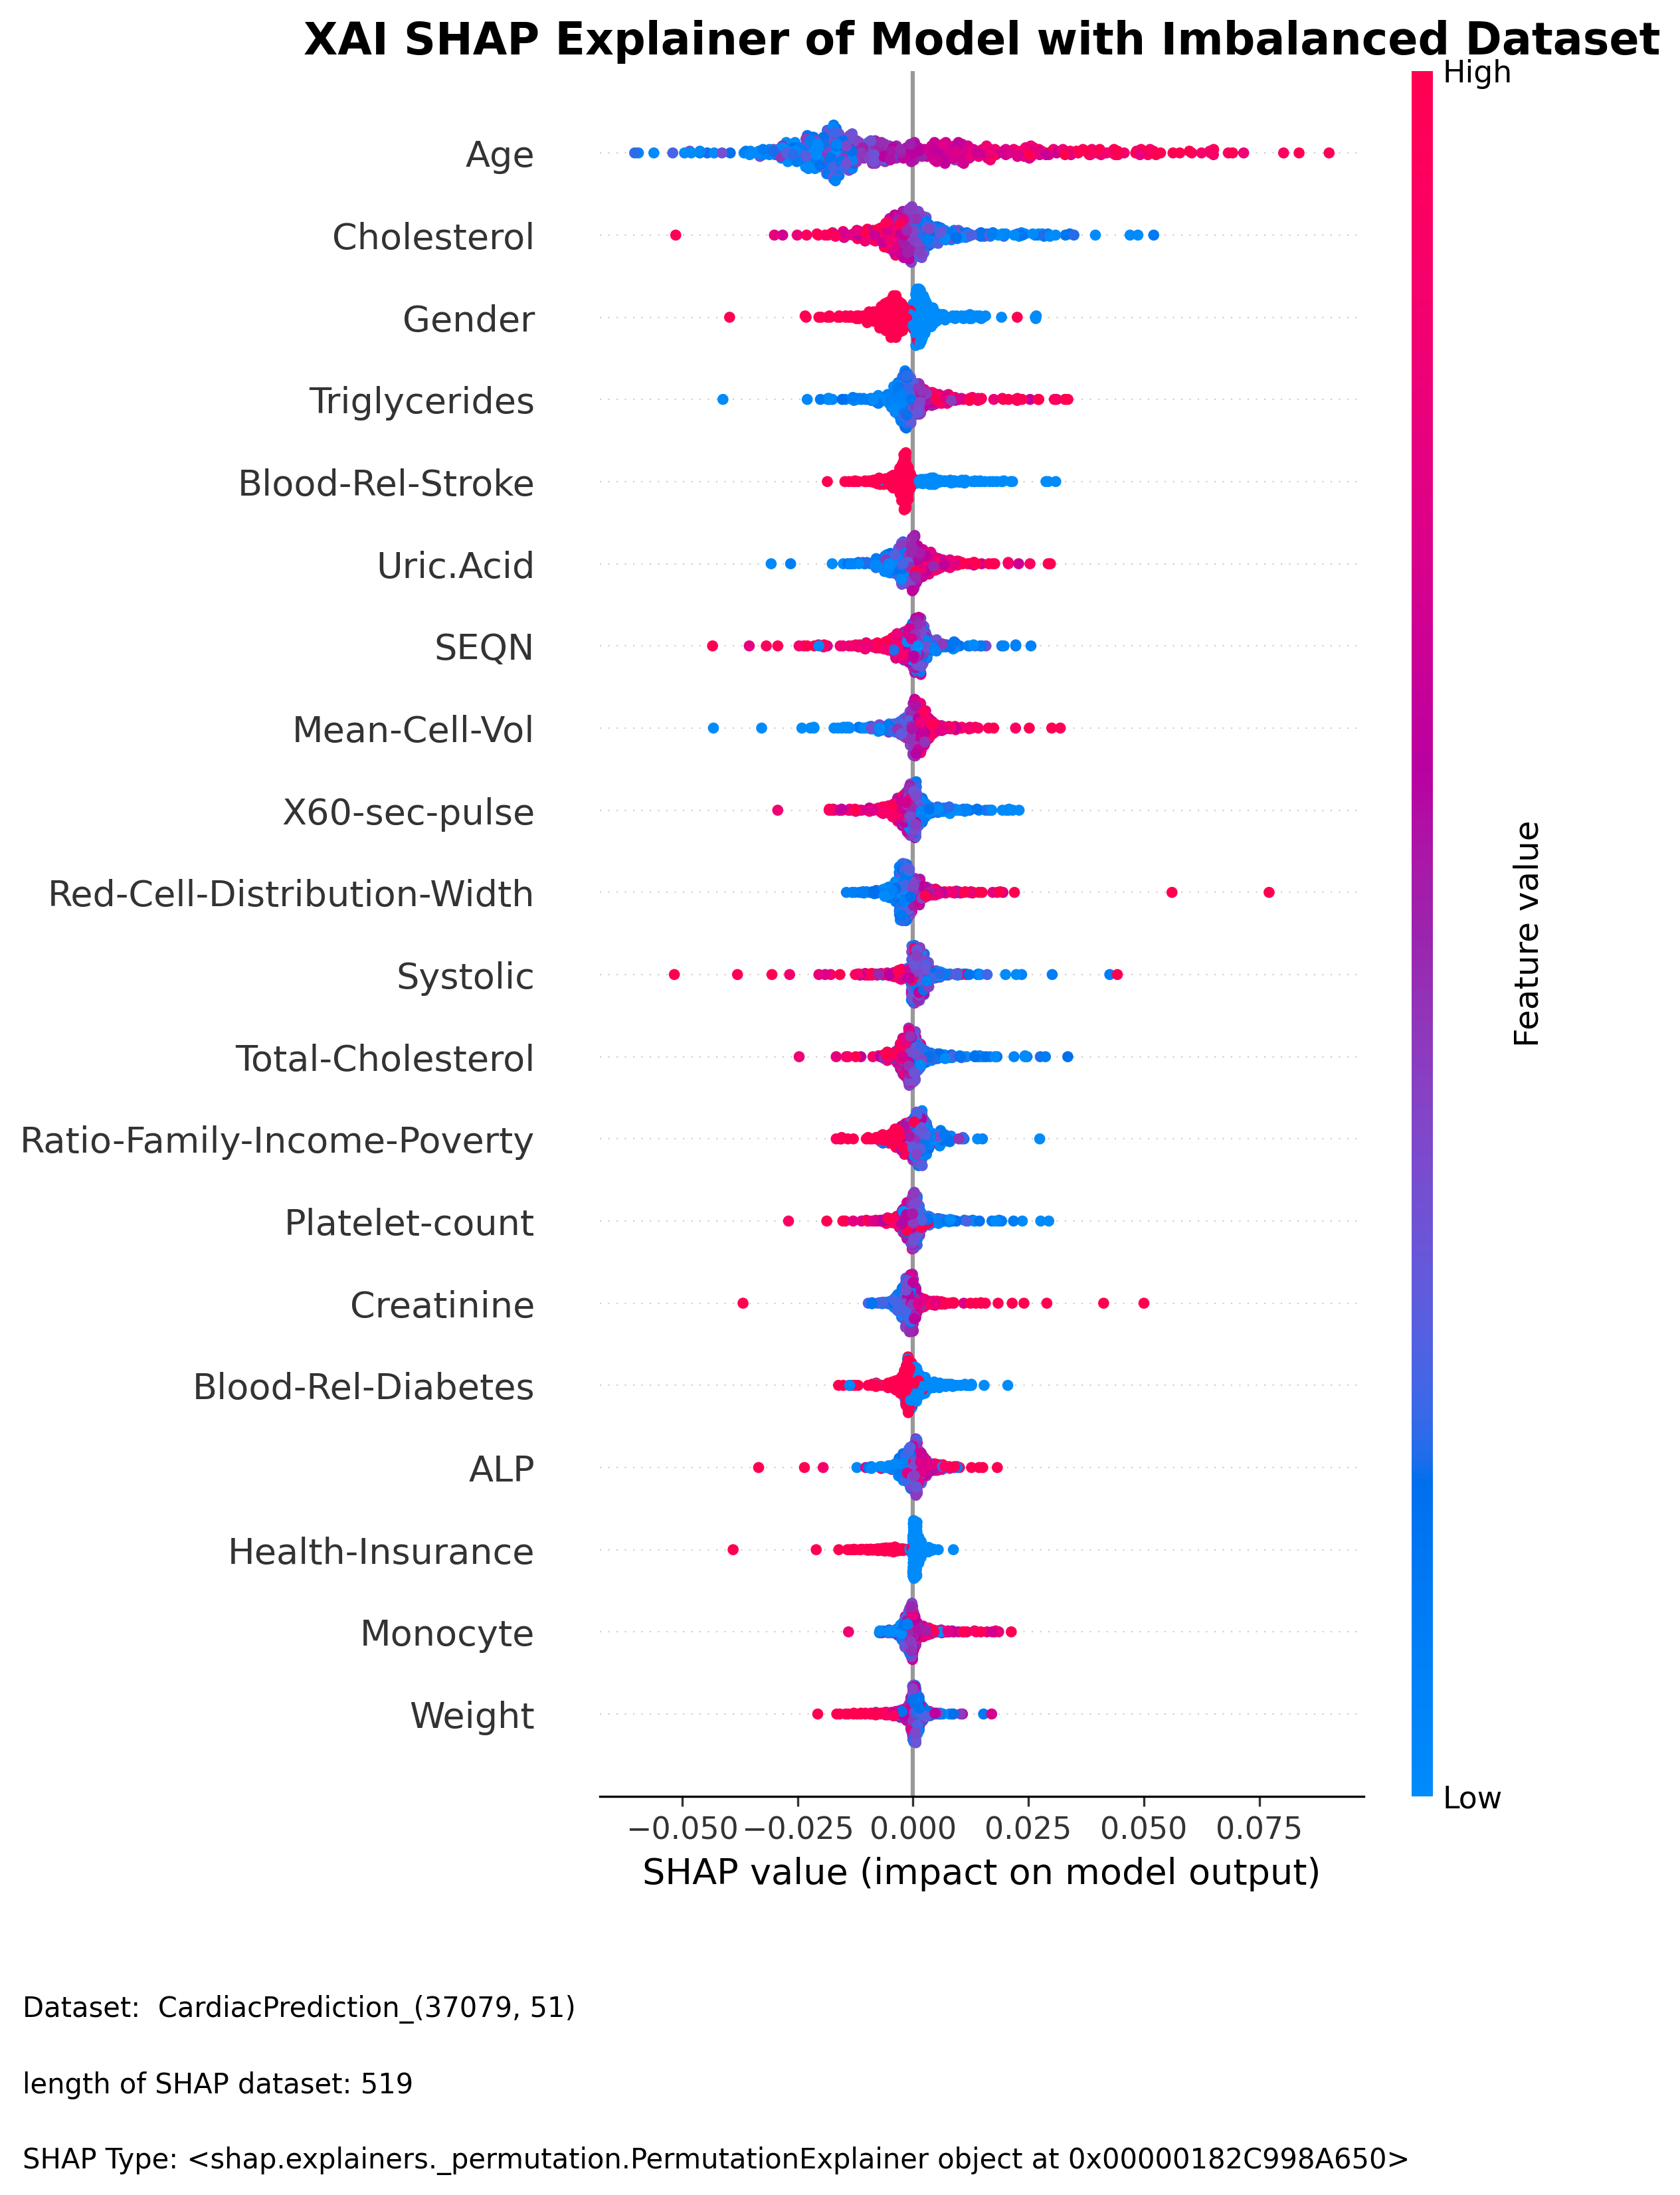 XAI SHAP Explainer of Model with Imbalanced Dataset
High
Age
Cholesterol
Gender
Triglycerides
Blood-Rel-Stroke
Uric.Acid
SEQN
Mean-Cell-Vol
X60-sec-pulse
Red-Cell-Distribution-Width
Systolic
Total-Cholesterol
Ratio-Family-Income-Poverty
Platelet-count
Creatinine
Blood-Rel-Diabetes
ALP
Health-Insurance
Monocyte
Weight
Feature value
Low
−0.050 −0.025 0.000 0.025 0.050 0.075
SHAP value (impact on model output)
Dataset:  CardiacPrediction_(37079, 51)
length of SHAP dataset: 519
SHAP Type: <shap.explainers._permutation.PermutationExplainer object at 0x00000182C998A650>